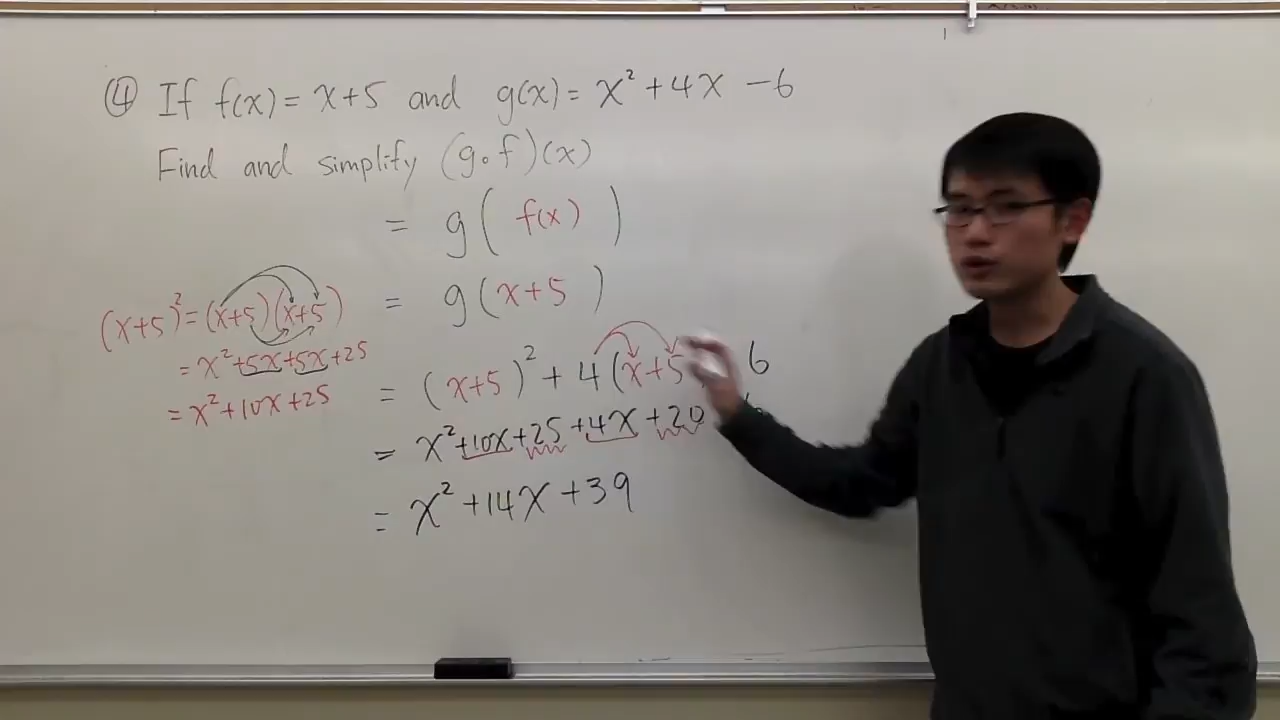 ④ If f(x) = x+5 and g(x) = x² + 4x − 6
Find and simplify (g∘f)(x)
= g( f(x) )
= g( x+5 )
(x+5)² = (x+5)(x+5)
= x² + 5x + 5x + 25
= x² + 10x + 25
= (x+5)² + 4(x+5 6
= x² + 10x + 25 + 4x + 20
= x² + 14x + 39